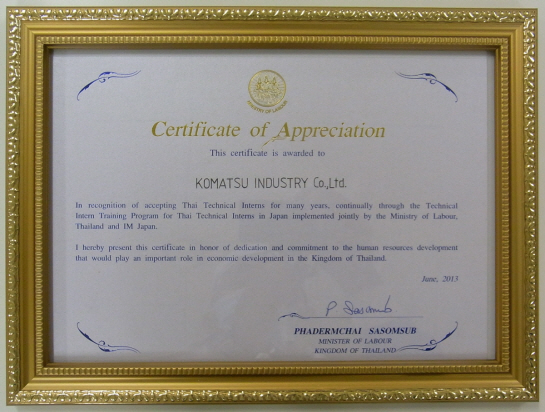 MINISTRY OF LABOUR
Certificate of Appreciation
This certificate is awarded to
KOMATSU INDUSTRY Co.,Ltd.
In recognition of accepting Thai Technical Interns for many years, continually through the Technical
Intern Training Program for Thai Technical Interns in Japan implemented jointly by the Ministry of Labour,
Thailand and IM Japan.
I hereby present this certificate in honor of dedication and commitment to the human resources development
that would play an important role in economic development in the Kingdom of Thailand.
June, 2013
P Sasomsub
PHADERMCHAI SASOMSUB
MINISTER OF LABOUR
KINGDOM OF THAILAND